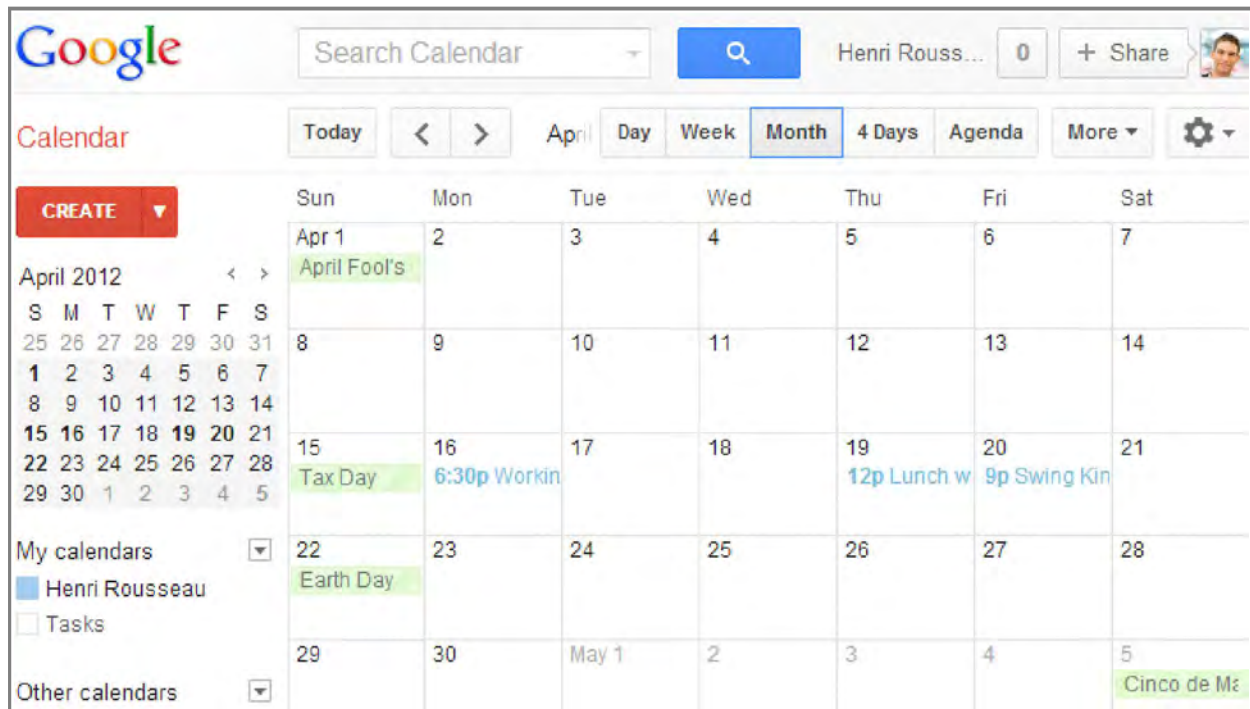 Google
Search Calendar
Henri Rouss... 0 + Share
Calendar
Today April Day Week Month 4 Days Agenda More
CREATE
April 2012
S M T W T F S
25 26 27 28 29 30 31
1 2 3 4 5 6 7
8 9 10 11 12 13 14
15 16 17 18 19 20 21
22 23 24 25 26 27 28
29 30 1 2 3 4 5
My calendars
Henri Rousseau
Tasks
Other calendars
Sun Mon Tue Wed Thu Fri Sat
Apr 1 2 3 4 5 6 7
April Fool's
8 9 10 11 12 13 14
15 16 17 18 19 20 21
Tax Day 6:30p Workin 12p Lunch w 9p Swing Kin
22 23 24 25 26 27 28
Earth Day
29 30 May 1 2 3 4 5
Cinco de Ma